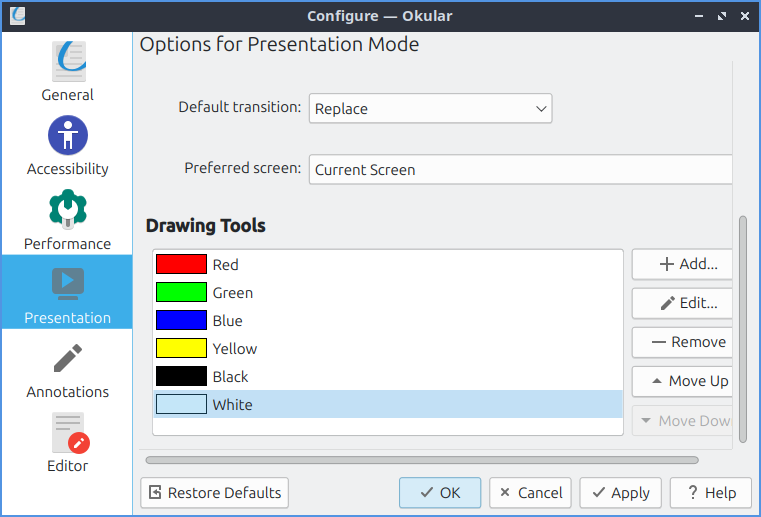 Configure — Okular
General
Accessibility
Performance
Presentation
Annotations
Editor
Options for Presentation Mode
Default transition: Replace
Preferred screen: Current Screen
Drawing Tools
Red
Green
Blue
Yellow
Black
White
Add...
Edit...
Remove
Move Up
Move Dow
Restore Defaults
OK
Cancel
Apply
? Help